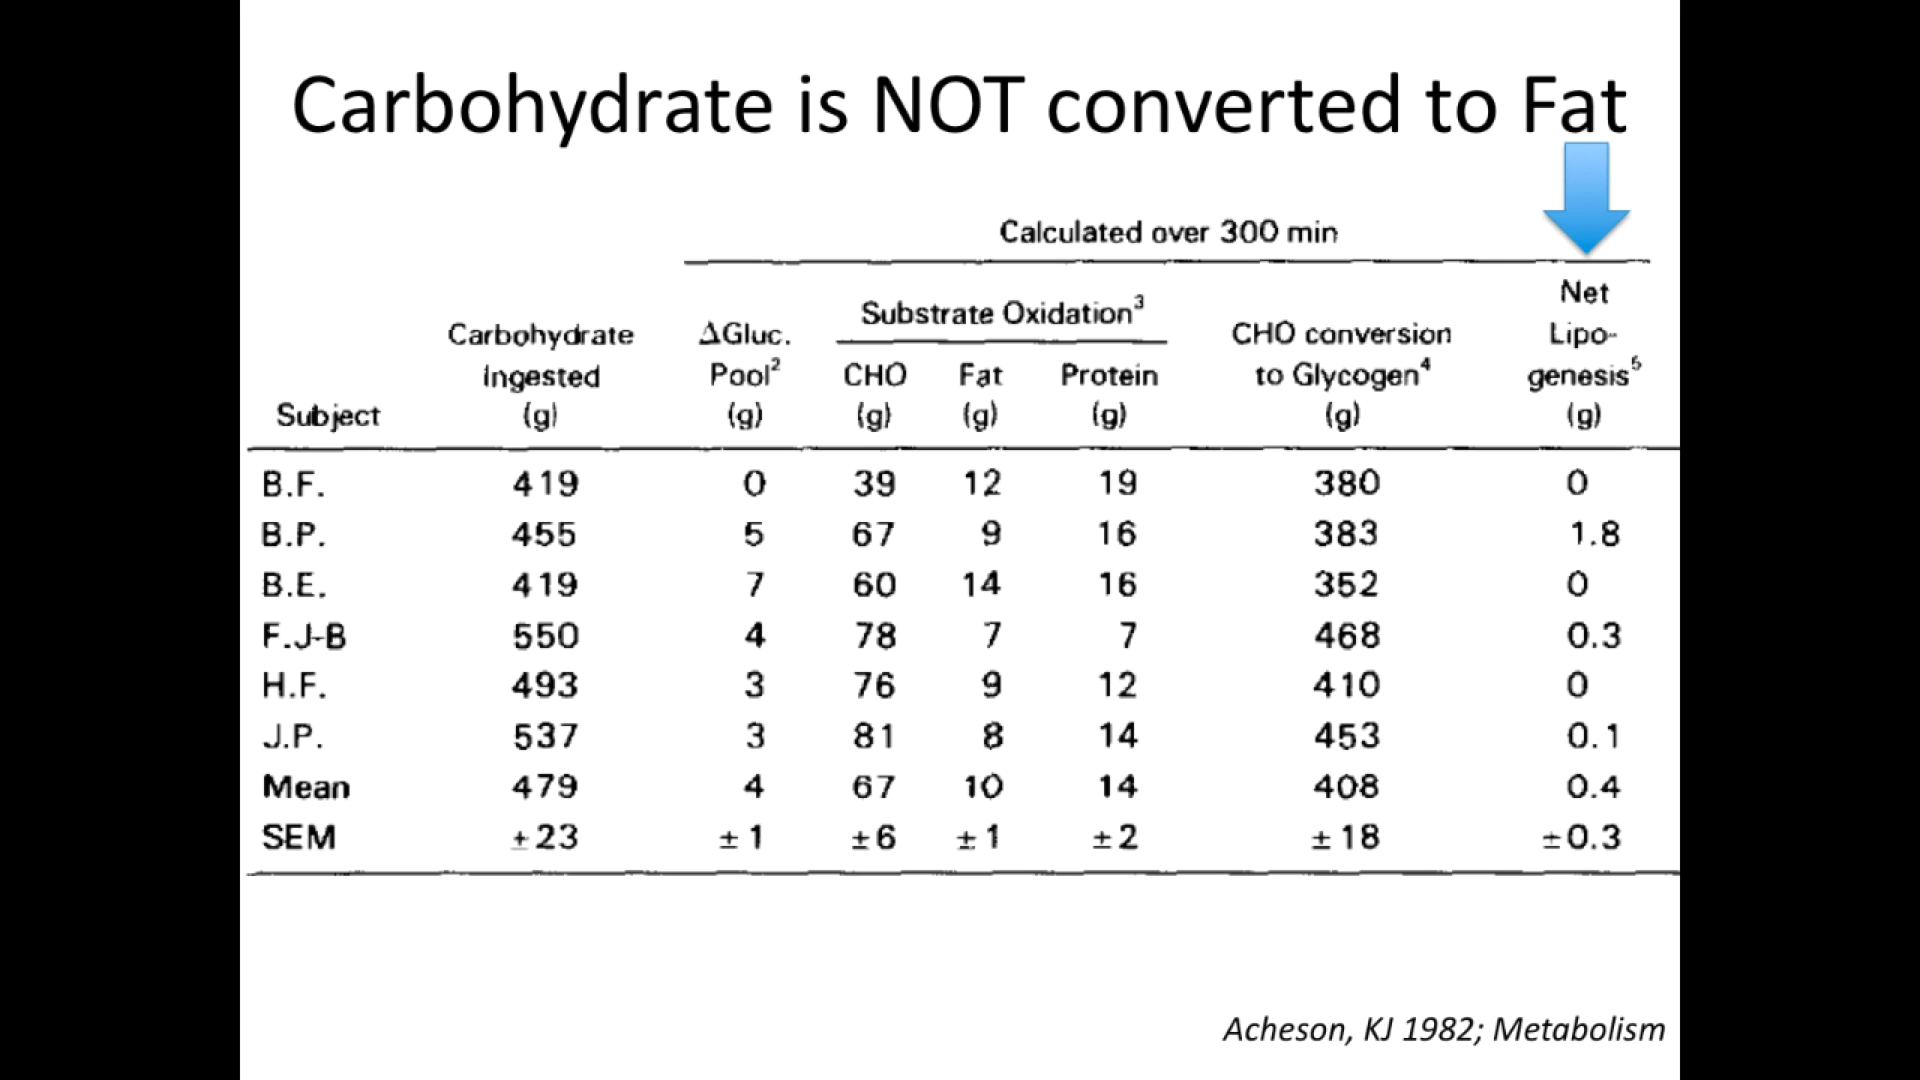 Carbohydrate is NOT converted to Fat
Calculated over 300 min
Net
Substrate Oxidation³
Carbohydrate ΔGluc. CHO conversion Lipo-
Ingested Pool² CHO Fat Protein to Glycogen⁴ genesis⁵
Subject (g) (g) (g) (g) (g) (g) (g)
B.F. 419 0 39 12 19 380 0
B.P. 455 5 67 9 16 383 1.8
B.E. 419 7 60 14 16 352 0
F.J-B 550 4 78 7 7 468 0.3
H.F. 493 3 76 9 12 410 0
J.P. 537 3 81 8 14 453 0.1
Mean 479 4 67 10 14 408 0.4
SEM ±23 ±1 ±6 ±1 ±2 ±18 ±0.3
Acheson, KJ 1982; Metabolism